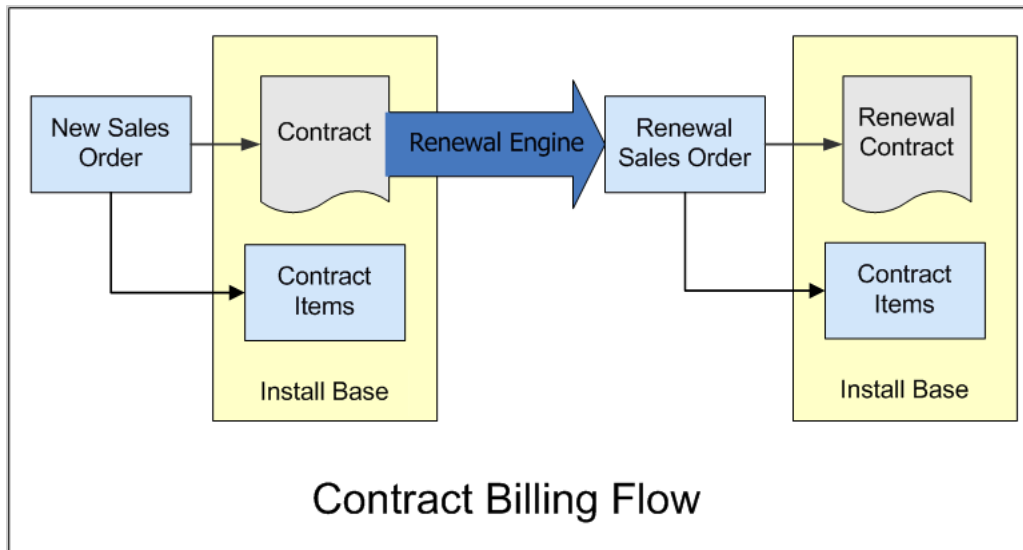 New Sales
Order
Contract
Renewal Engine
Renewal
Sales Order
Renewal
Contract
Contract
Items
Contract
Items
Install Base
Install Base
Contract Billing Flow